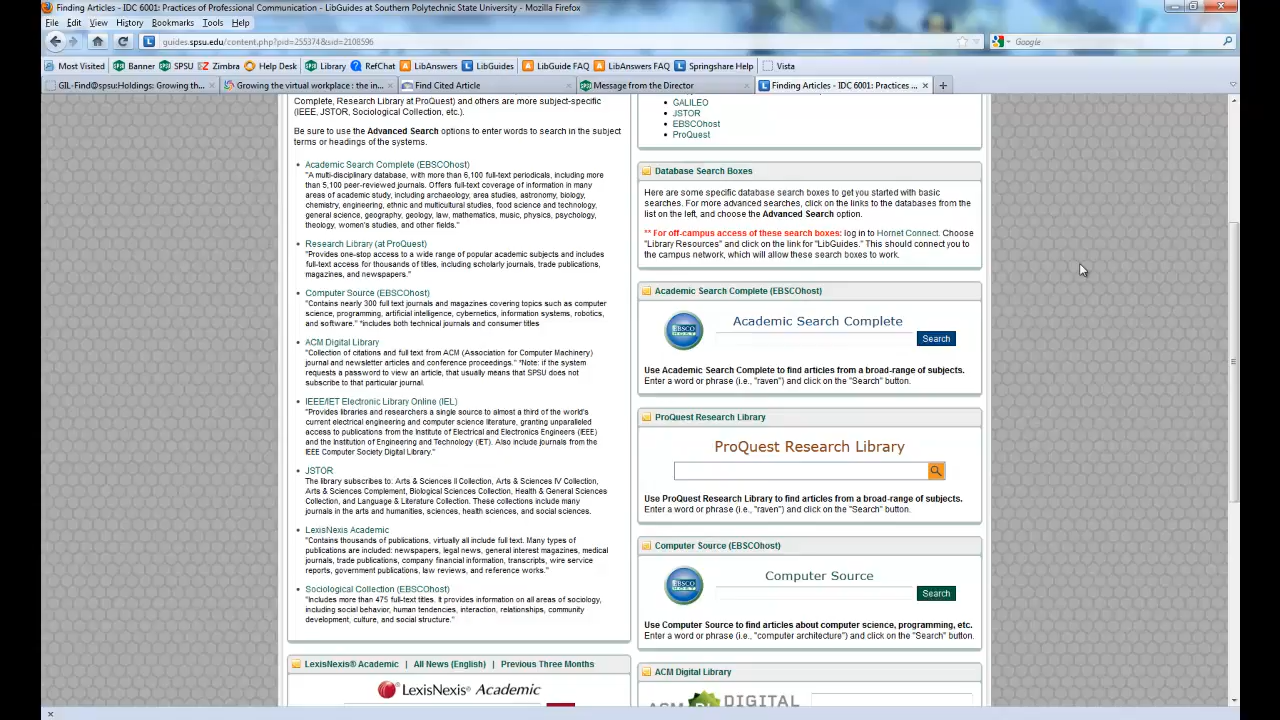 Finding Articles - IDC 6001: Practices of Professional Communication - LibGuides at Southern Polytechnic State University - Mozilla Firefox
File Edit View History Bookmarks Tools Help
guides.spsu.edu/content.php?pid=255374&sid=2108596
Google
Most Visited Banner SPSU Zimbra Help Desk Library RefChat LibAnswers LibGuides LibGuide FAQ LibAnswers FAQ Springshare Help Vista
GIL-Find@spsu:Holdings: Growing th... Growing the virtual workplace : the in... Find Cited Article Message from the Director Finding Articles - IDC 6001: Practices ...
Complete, Research Library at ProQuest) and others are more subject-specific
(IEEE, JSTOR, Sociological Collection, etc.).
Be sure to use the Advanced Search options to enter words to search in the subject
terms or headings of the systems.
Academic Search Complete (EBSCOhost)
"A multi-disciplinary database, with more than 6,100 full-text periodicals, including more
than 5,100 peer-reviewed journals. Offers full-text coverage of information in many
areas of academic study, including archaeology, area studies, astronomy, biology,
chemistry, engineering, ethnic and multicultural studies, food science and technology,
general science, geography, geology, law, mathematics, music, physics, psychology,
theology, women's studies, and other fields."
Research Library (at ProQuest)
"Provides one-stop access to a wide range of popular academic subjects and includes
full-text access for thousands of titles, including scholarly journals, trade publications,
magazines, and newspapers."
Computer Source (EBSCOhost)
"Contains nearly 300 full text journals and magazines covering topics such as computer
science, programming, artificial intelligence, cybernetics, information systems, robotics,
and software." *includes both technical journals and consumer titles
ACM Digital Library
"Collection of citations and full text from ACM (Association for Computer Machinery)
journal and newsletter articles and conference proceedings." *Note: if the system
requests a password to view an article, that usually means that SPSU does not
subscribe to that particular journal.
IEEE/IET Electronic Library Online (IEL)
"Provides libraries and researchers a single source to almost a third of the world's
current electrical engineering and computer science literature, granting unparalleled
access to publications from the Institute of Electrical and Electronics Engineers (IEEE)
and the Institution of Engineering and Technology (IET). Also include journals from the
IEEE Computer Society Digital Library."
JSTOR
The library subscribes to: Arts & Sciences II Collection, Arts & Sciences IV Collection,
Arts & Sciences Complement, Biological Sciences Collection, Health & General Sciences
Collection, and Language & Literature Collection. These collections include many
journals in the arts and humanities, sciences, health sciences, and social sciences.
LexisNexis Academic
"Contains thousands of publications, virtually all include full text. Many types of
publications are included: newspapers, legal news, general interest magazines, medical
journals, trade publications, company financial information, transcripts, wire service
reports, government publications, law reviews, and reference works."
Sociological Collection (EBSCOhost)
"Includes more than 475 full-text titles. It provides information on all areas of sociology,
including social behavior, human tendencies, interaction, relationships, community
development, culture, and social structure."
LexisNexis® Academic | All News (English) | Previous Three Months
LexisNexis® Academic
GALILEO
JSTOR
EBSCOhost
ProQuest
Database Search Boxes
Here are some specific database search boxes to get you started with basic
searches. For more advanced searches, click on the links to the databases from the
list on the left, and choose the Advanced Search option.
** For off-campus access of these search boxes: log in to Hornet Connect. Choose
"Library Resources" and click on the link for "LibGuides." This should connect you to
the campus network, which will allow these search boxes to work.
Academic Search Complete (EBSCOhost)
EBSCO HOST
Academic Search Complete
Search
Use Academic Search Complete to find articles from a broad-range of subjects.
Enter a word or phrase (i.e., "raven") and click on the "Search" button.
ProQuest Research Library
ProQuest Research Library
Use ProQuest Research Library to find articles from a broad-range of subjects.
Enter a word or phrase (i.e., "raven") and click on the "Search" button.
Computer Source (EBSCOhost)
EBSCO HOST
Computer Source
Search
Use Computer Source to find articles about computer science, programming, etc.
Enter a word or phrase (i.e., "computer architecture") and click on the "Search" button.
ACM Digital Library
ACM DIGITAL